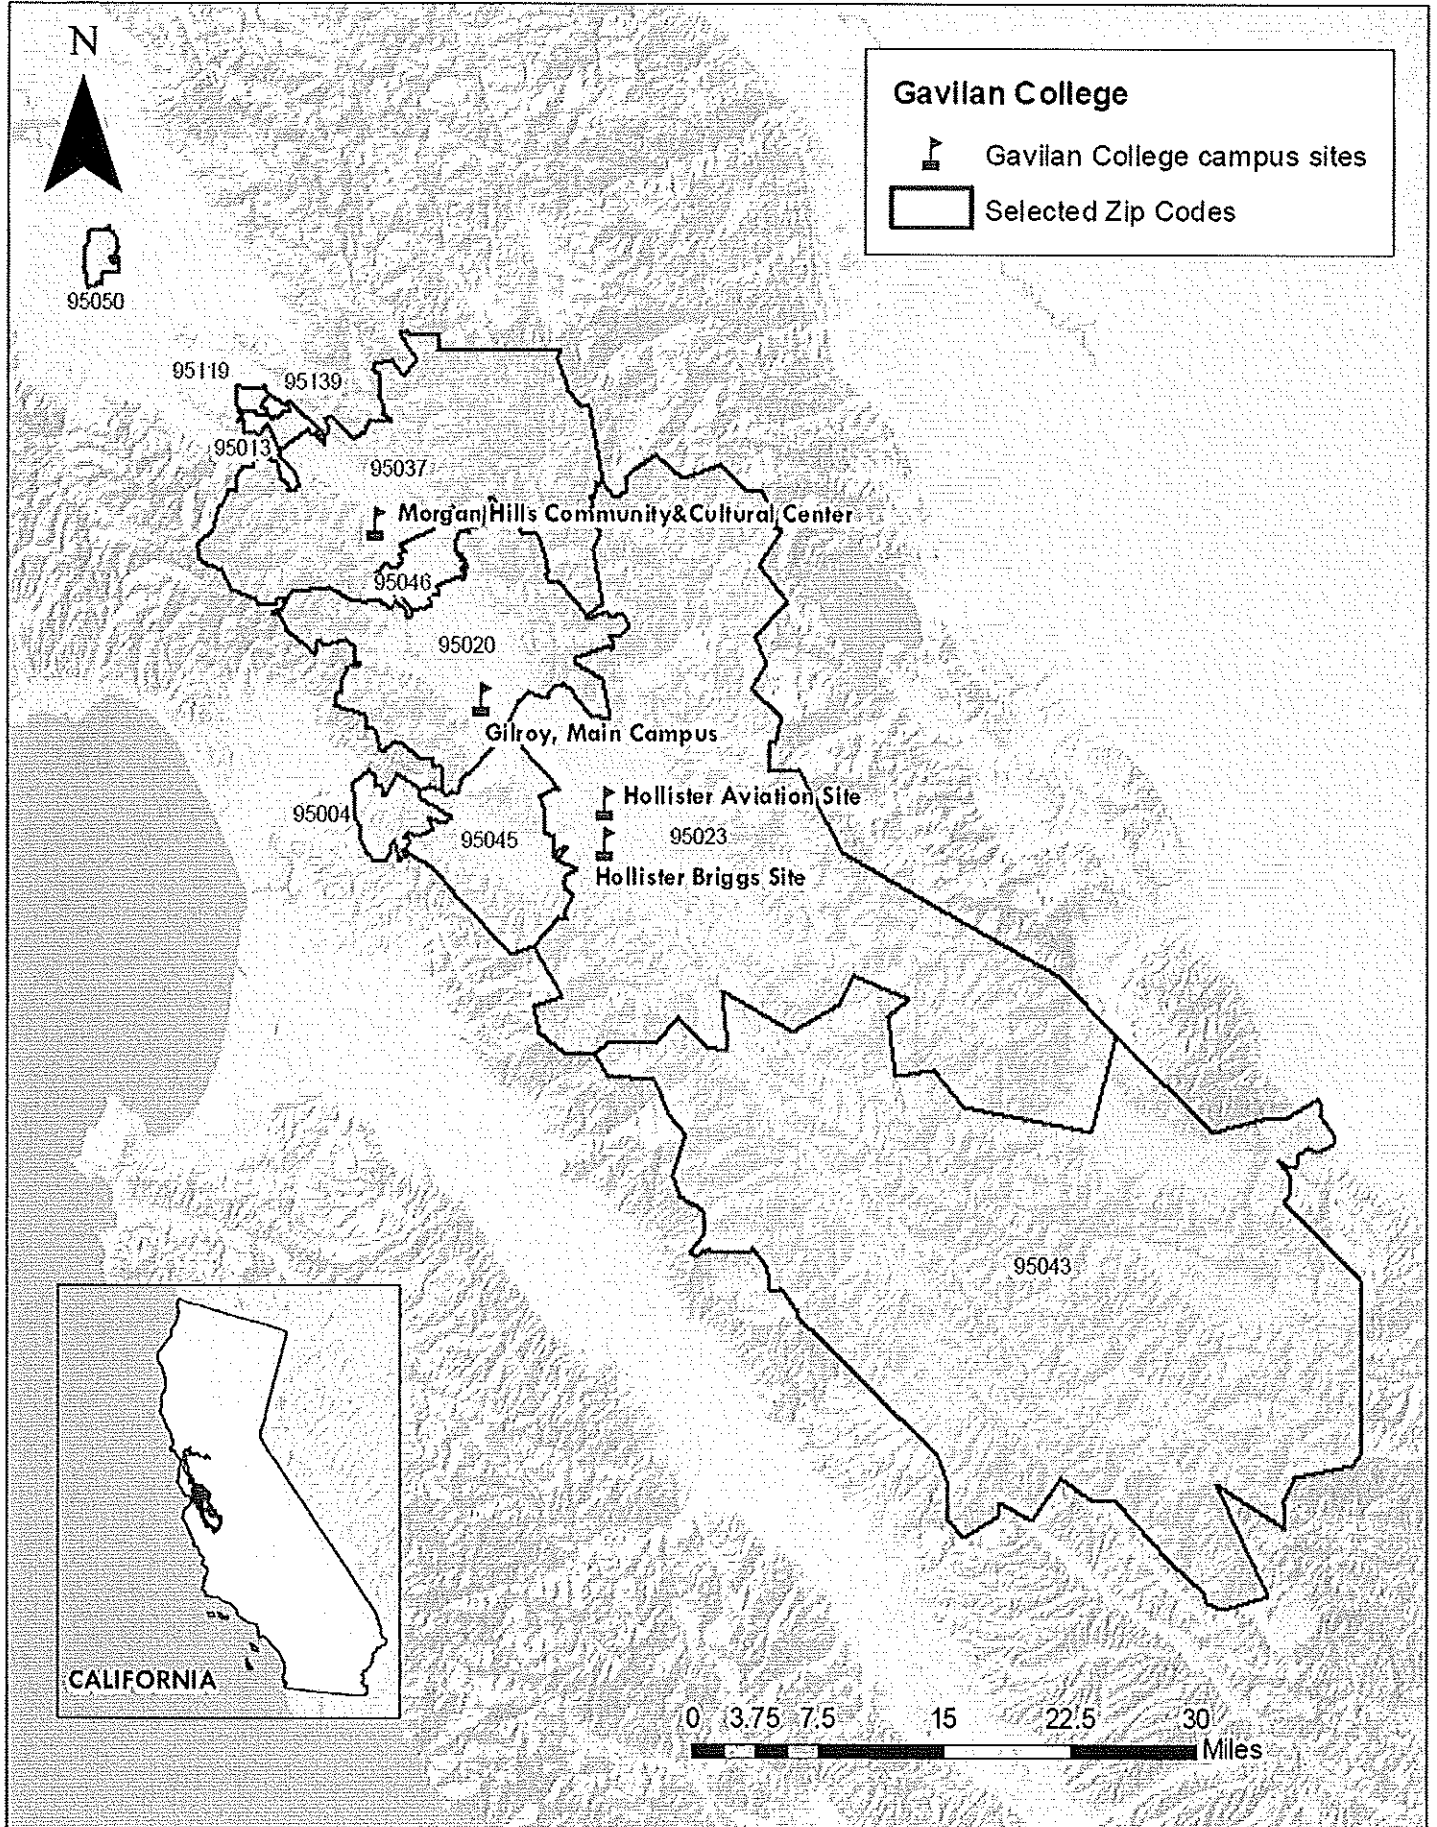 N
Gavilan College
Gavilan College campus sites
Selected Zip Codes
95050
95119
95139
95013
95037
Morgan Hills Community&Cultural Center
95046
95020
Gilroy, Main Campus
95004
Hollister Aviation Site
95045
95023
Hollister Briggs Site
95043
CALIFORNIA
0 3.75 7.5 15 22.5 30
Miles